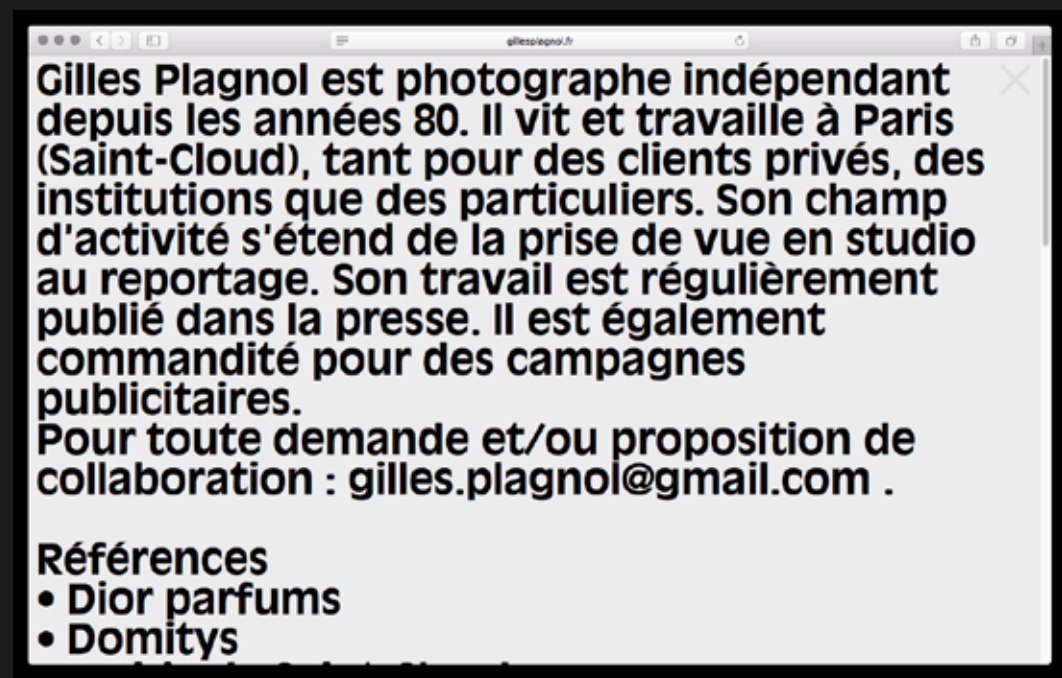 gillesplagnol.fr
Gilles Plagnol est photographe indépendant
depuis les années 80. Il vit et travaille à Paris
(Saint-Cloud), tant pour des clients privés, des
institutions que des particuliers. Son champ
d'activité s'étend de la prise de vue en studio
au reportage. Son travail est régulièrement
publié dans la presse. Il est également
commandité pour des campagnes
publicitaires.
Pour toute demande et/ou proposition de
collaboration : gilles.plagnol@gmail.com .
Références
• Dior parfums
• Domitys